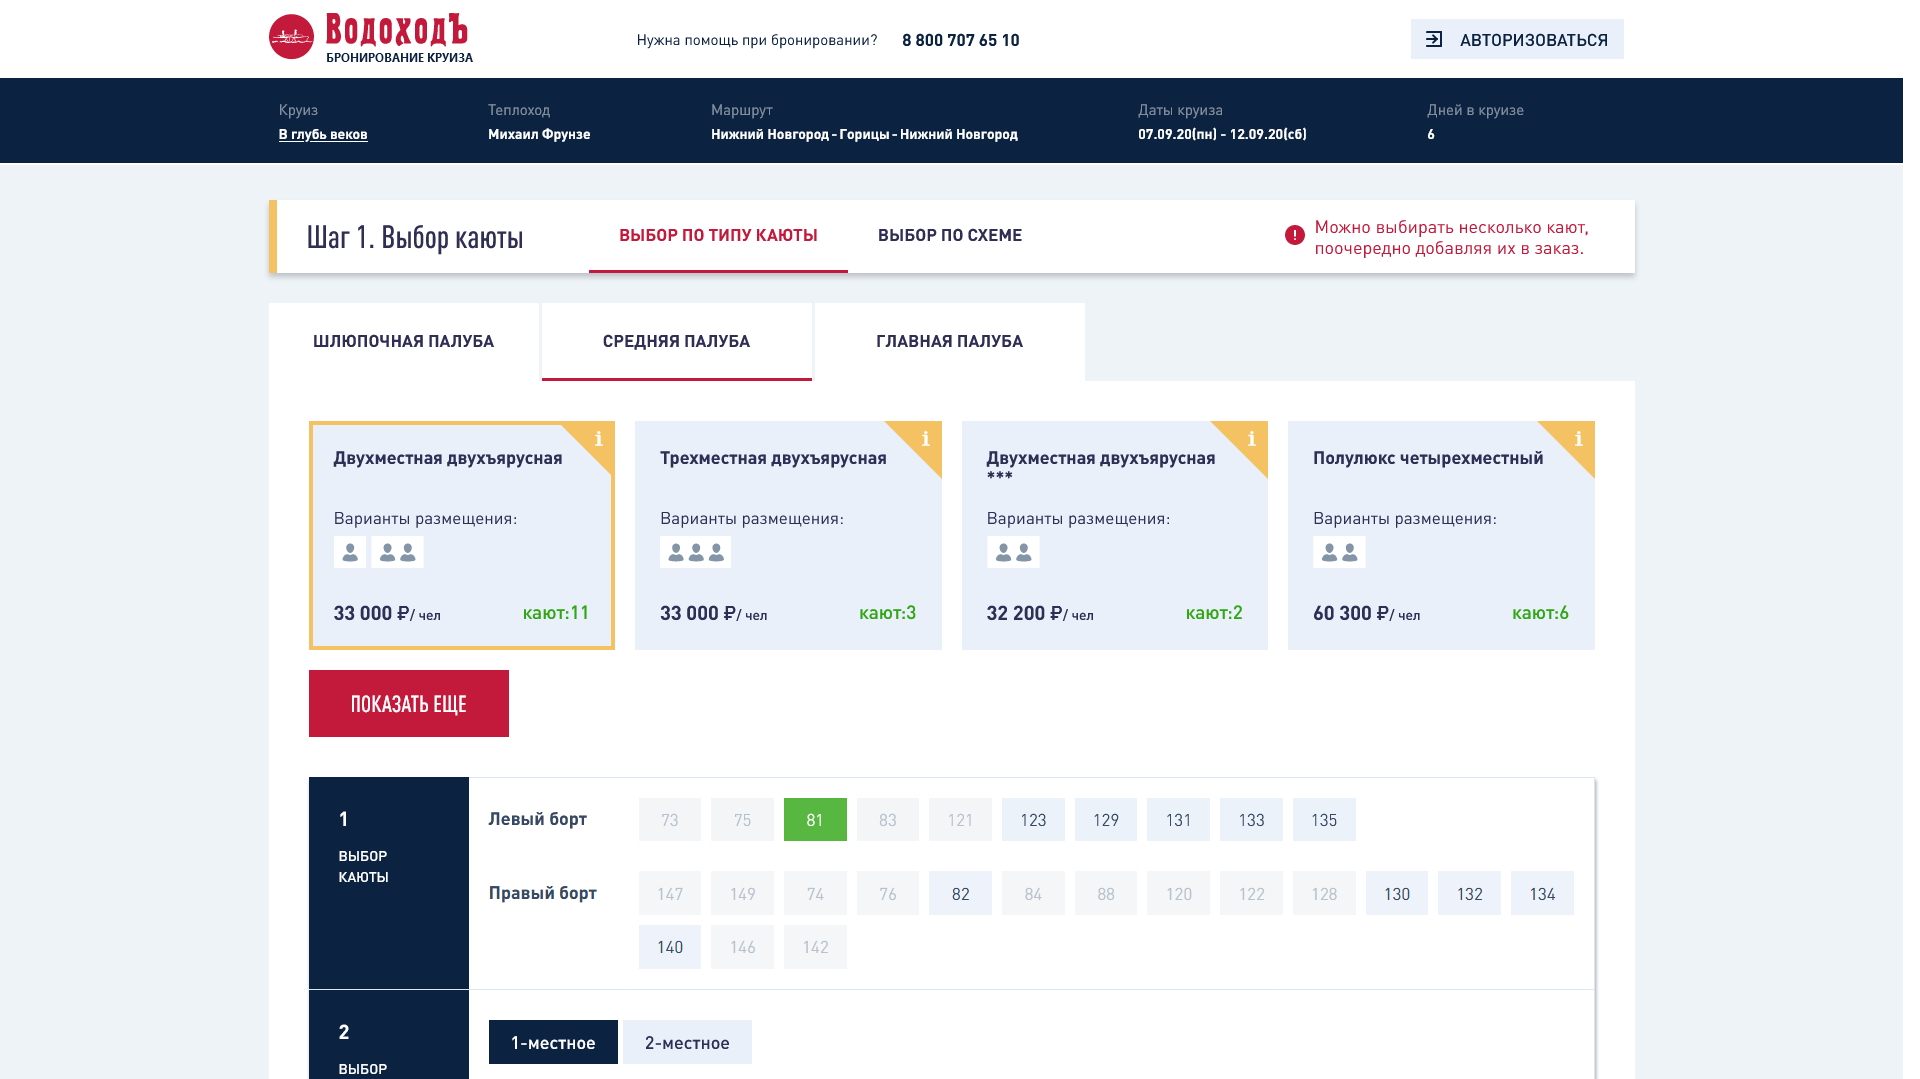 ВодоходЪ
БРОНИРОВАНИЕ КРУИЗА
Нужна помощь при бронировании? 8 800 707 65 10
АВТОРИЗОВАТЬСЯ
Круиз
В глубь веков
Теплоход
Михаил Фрунзе
Маршрут
Нижний Новгород - Горицы - Нижний Новгород
Даты круиза
07.09.20(пн) - 12.09.20(сб)
Дней в круизе
6
Шаг 1. Выбор каюты
ВЫБОР ПО ТИПУ КАЮТЫ
ВЫБОР ПО СХЕМЕ
Можно выбирать несколько кают,
поочередно добавляя их в заказ.
ШЛЮПОЧНАЯ ПАЛУБА
СРЕДНЯЯ ПАЛУБА
ГЛАВНАЯ ПАЛУБА
Двухместная двухъярусная
Варианты размещения:
33 000 ₽/ чел кают:11
Трехместная двухъярусная
Варианты размещения:
33 000 ₽/ чел кают:3
Двухместная двухъярусная
***
Варианты размещения:
32 200 ₽/ чел кают:2
Полулюкс четырехместный
Варианты размещения:
60 300 ₽/ чел кают:6
ПОКАЗАТЬ ЕЩЕ
1
ВЫБОР
КАЮТЫ
Левый борт 73 75 81 83 121 123 129 131 133 135
Правый борт 147 149 74 76 82 84 88 120 122 128 130 132 134
140 146 142
2
ВЫБОР
1-местное 2-местное